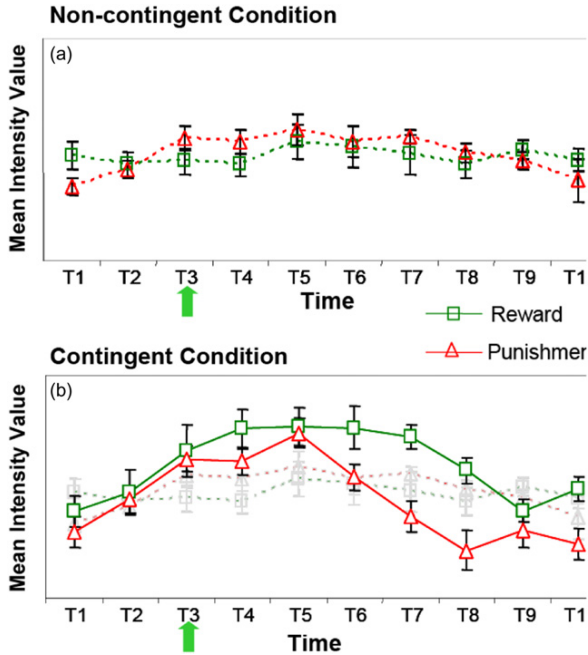 Non-contingent Condition
(a)
Mean Intensity Value
T1 T2 T3 T4 T5 T6 T7 T8 T9 T1
Time
Reward
Punishmer
Contingent Condition
(b)
Mean Intensity Value
T1 T2 T3 T4 T5 T6 T7 T8 T9 T1
Time